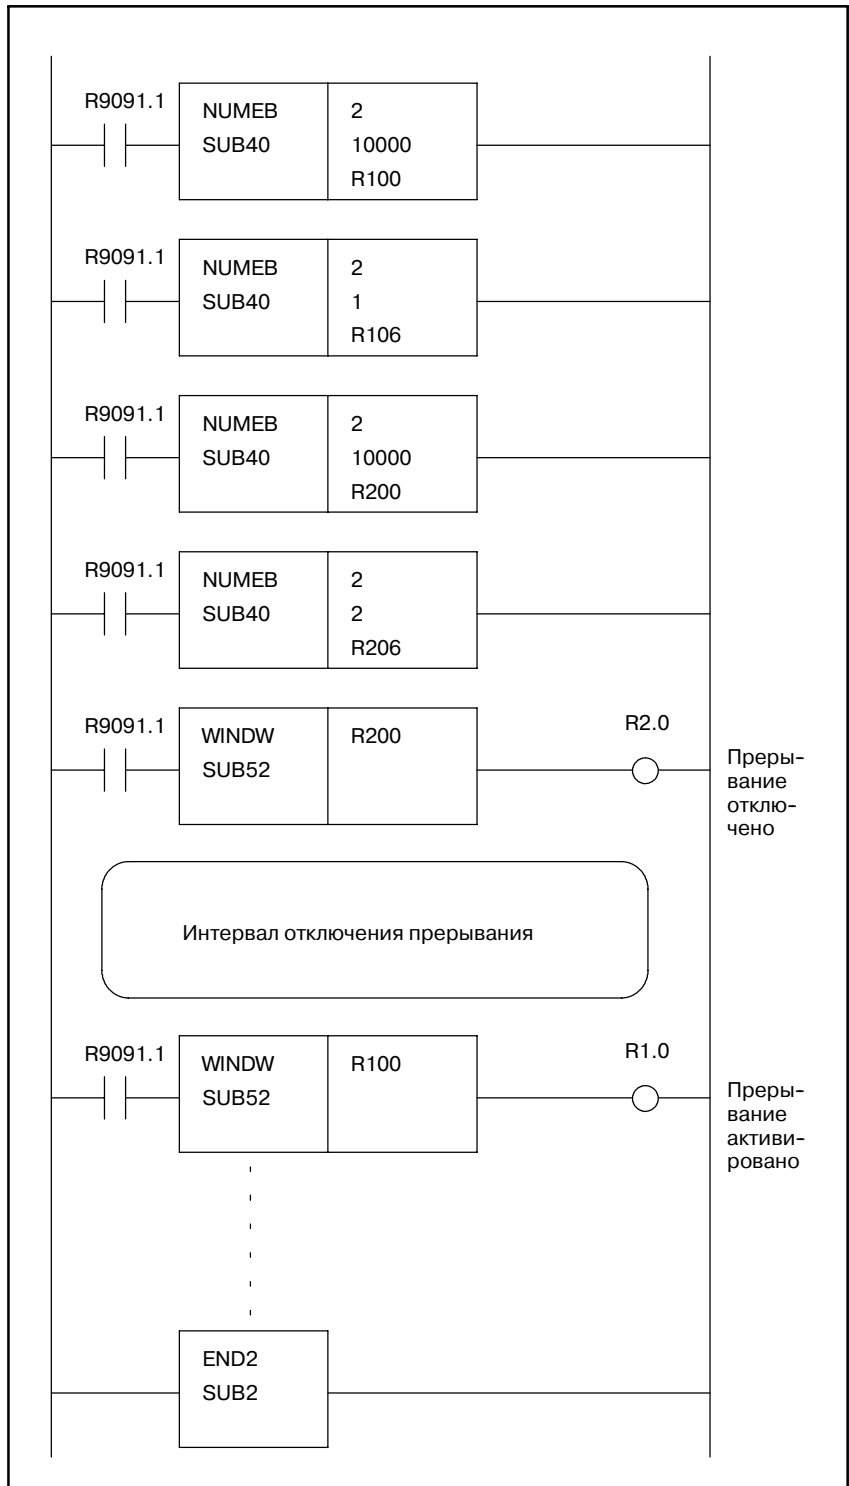 R9091.1
NUMEB 2
SUB40 10000
R100
R9091.1
NUMEB 2
SUB40 1
R106
R9091.1
NUMEB 2
SUB40 10000
R200
R9091.1
NUMEB 2
SUB40 2
R206
R9091.1
WINDW R200
SUB52
R2.0
Преры-
вание
отклю-
чено
Интервал отключения прерывания
R9091.1
WINDW R100
SUB52
R1.0
Преры-
вание
активи-
ровано
END2
SUB2